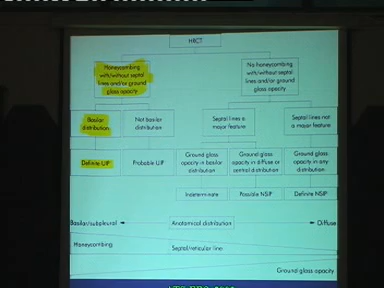 HRCT
Honeycombing
with/without septal
lines and/or ground
glass opacity
No honeycombing
with/without septal
lines and/or ground
glass opacity
Basilar
distribution
Not basilar
distribution
Septal lines a
major feature
Septal lines not
a major feature
Definite UIP
Probable UIP
Ground glass
opacity in basilar
distribution
Ground glass
opacity in diffuse or
central distribution
Ground glass
opacity in any
distribution
Indeterminate
Possible NSIP
Definite NSIP
Basilar/subpleural
Anatomical distribution
Diffuse
Honeycombing
Septal/reticular line
Ground glass opacity